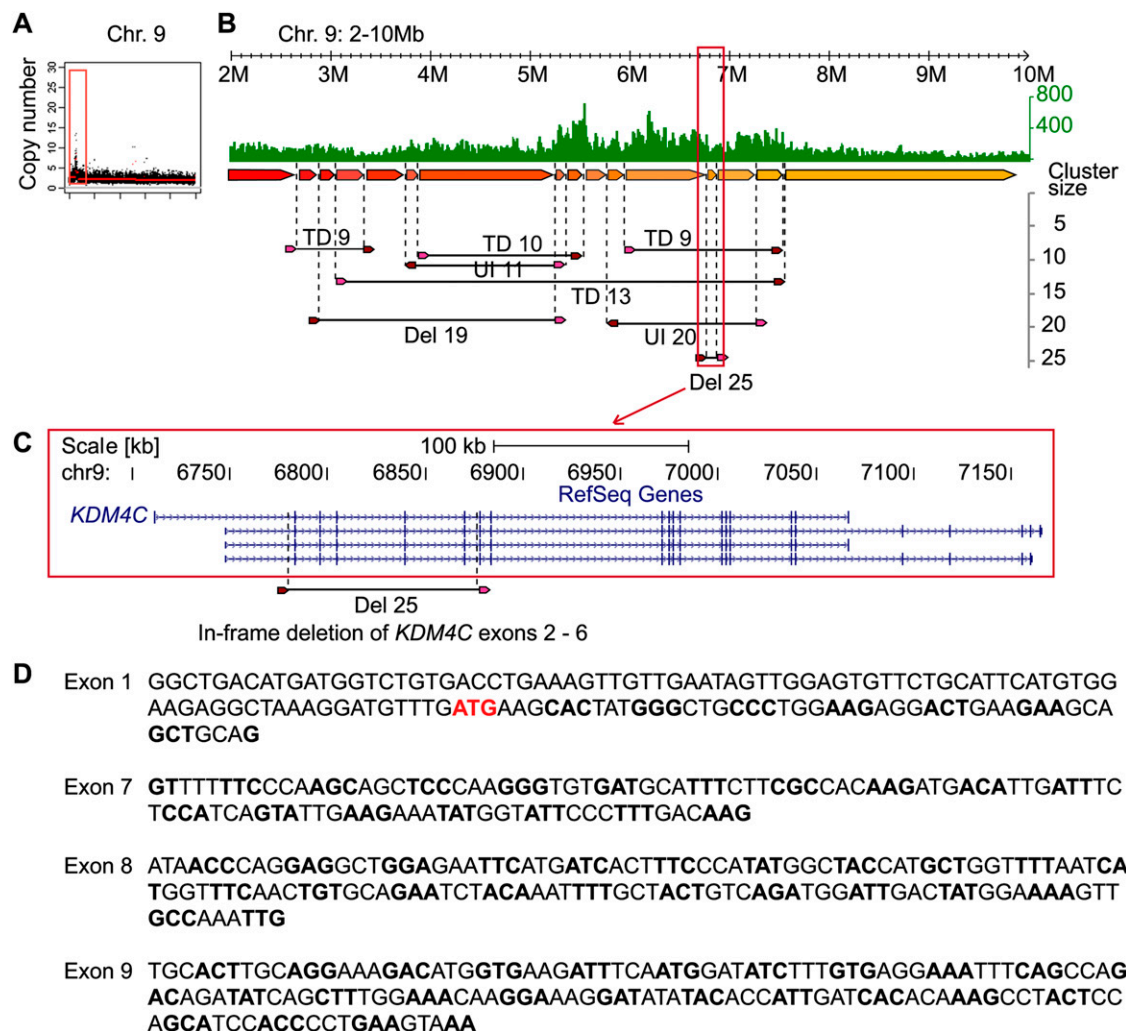 A
Chr. 9
Copy number
30
25
20
15
10
5
0
B
Chr. 9: 2-10Mb
2M 3M 4M 5M 6M 7M 8M 9M 10M
800
400
Cluster size
5
10
15
20
25
TD 9
TD 10
TD 9
UI 11
TD 13
Del 19
UI 20
Del 25
C
Scale [kb]
100 kb
chr9:
6750 6800 6850 6900 6950 7000 7050 7100 7150
RefSeq Genes
KDM4C
Del 25
In-frame deletion of KDM4C exons 2 - 6
D
Exon 1 GGCTGACATGATGGTCTGTGACCTGAAAGTTGTTGAATAGTTGGAGTGTTCTGCATTCATGTGG
AAGAGGCTAAAGGATGTTTGATGAAGCACTATGGGCTGCCCTGGAAGAGGACTGAAGAAGCA
GCTGCAG
Exon 7 GTTTTTTCCCAAGCAGCTCCCAAGGGTGTGATGCATTTCTTCGCCACAAGATGACATTGATTTC
TCCATCAGTATTGAAGAAATATGGTATTCCCTTTGACAAG
Exon 8 ATAACCCAGGAGGCTGGAGAATTCATGATCACTTTCCCATATGGCTACCATGCTGGTTTTAATCA
TGGTTTCAACTGTGCAGAATCTACAAATTTTGCTACTGTCAGATGGATTGACTATGGAAAAGTT
GCCAAATTG
Exon 9 TGCACTTGCAGGAAAGACATGGTGAAGATTTCAATGGATATCTTTGTGAGGAAATTTCAGCCAG
ACAGATATCAGCTTTGGAAACAAGGAAAGGATATATACACCATTGATCACACAAAGCCTACTCC
AGCATCCACCCCTGAAGTAAA